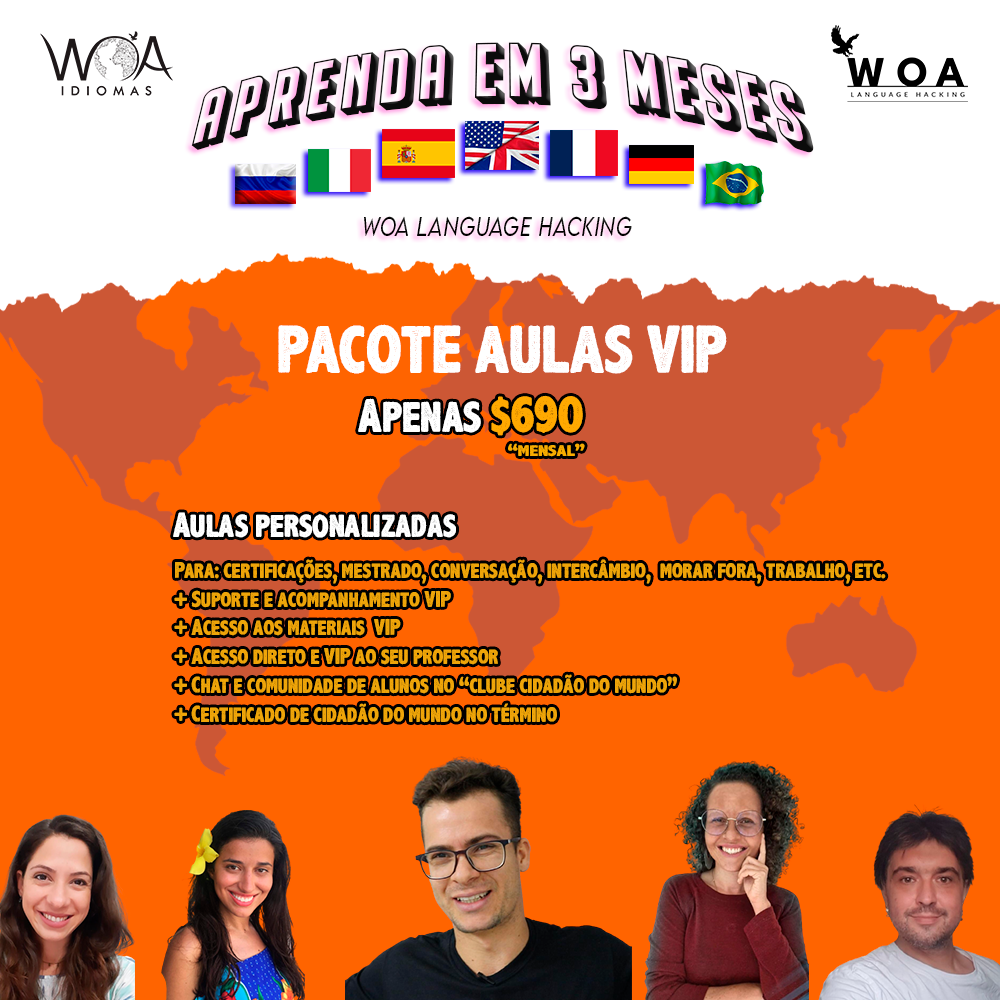 WOA
IDIOMAS
APRENDA EM 3 MESES
WOA
LANGUAGE HACKING
WOA LANGUAGE HACKING
PACOTE AULAS VIP
APENAS $690
"MENSAL"
AULAS PERSONALIZADAS
PARA: CERTIFICAÇÕES, MESTRADO, CONVERSAÇÃO, INTERCÂMBIO, MORAR FORA, TRABALHO, ETC.
+ SUPORTE E ACOMPANHAMENTO VIP
+ ACESSO AOS MATERIAIS VIP
+ ACESSO DIRETO E VIP AO SEU PROFESSOR
+ CHAT E COMUNIDADE DE ALUNOS NO "CLUBE CIDADÃO DO MUNDO"
+ CERTIFICADO DE CIDADÃO DO MUNDO NO TÉRMINO